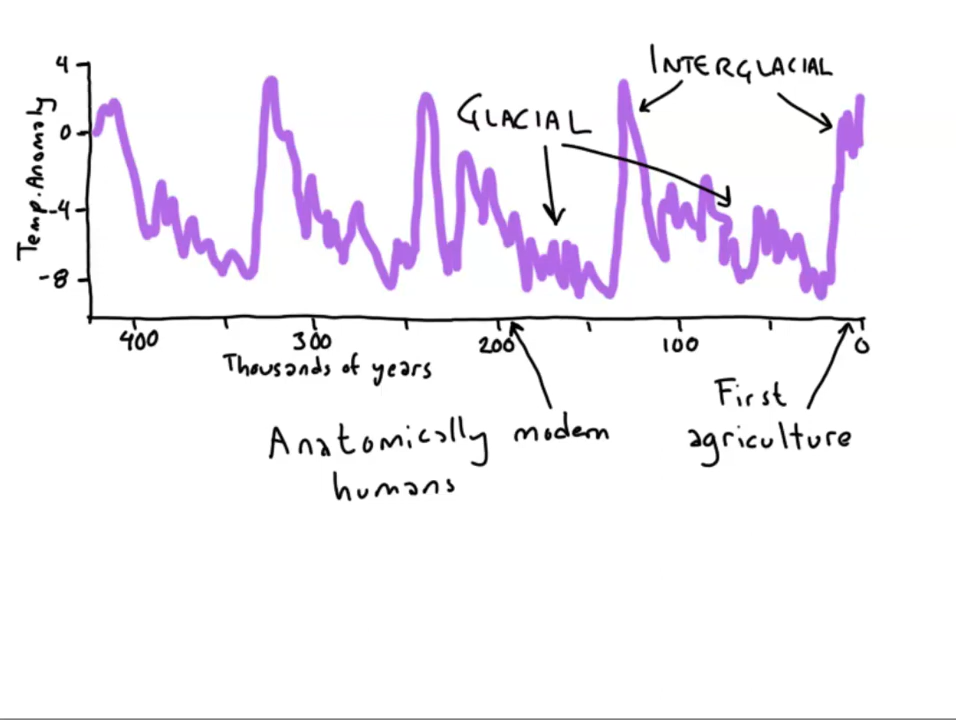 4
INTERGLACIAL
GLACIAL
0
-4
-8
Temp. Anomaly
400
300
200
100
0
Thousands of years
First
agriculture
Anatomically modern
humans